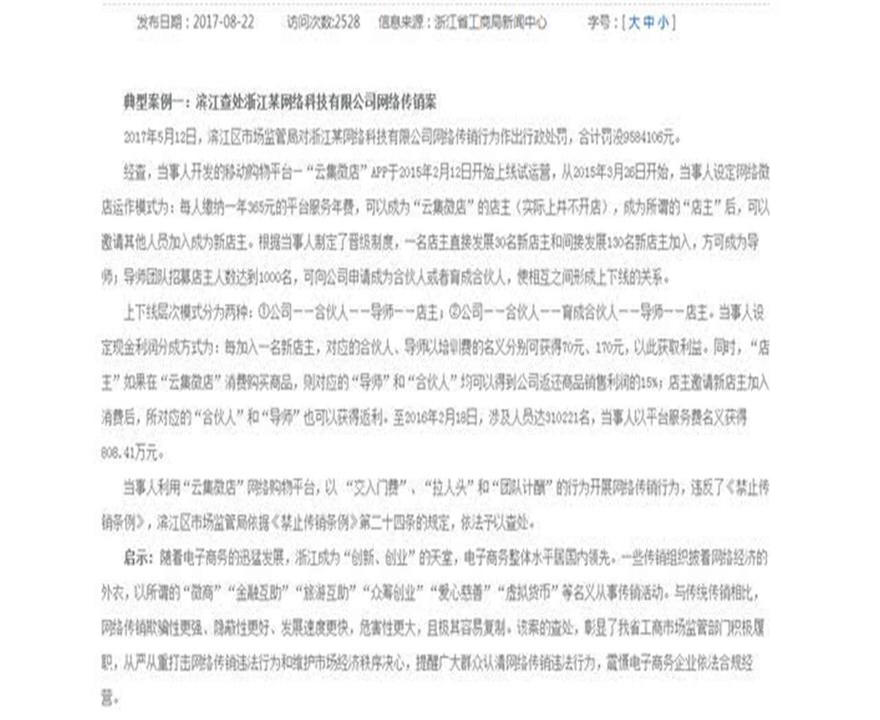 发布日期：2017-08-22 访问次数:2528 信息来源：浙江省工商局新闻中心 字号：[ 大 中 小 ]
典型案例一：滨江查处浙江某网络科技有限公司网络传销案
2017年5月12日，滨江区市场监管局对浙江某网络科技有限公司网络传销行为作出行政处罚，合计罚没9584106元。
经查，当事人开发的移动购物平台—“云集微店”APP于2015年2月12日开始上线试运营，从2015年3月26日开始，当事人设定网络微
店运作模式为：每人缴纳一年365元的平台服务年费，可以成为“云集微店”的店主（实际上并不开店），成为所谓的“店主”后，可以
邀请其他人员加入成为新店主。根据当事人制定了晋级制度，一名店主直接发展30名新店主和间接发展130名新店主加入，方可成为导
师；导师团队招募店主人数达到1000名，可向公司申请成为合伙人或者育成合伙人，使相互之间形成上下线的关系。
上下线层次模式分为两种：①公司——合伙人——导师——店主；②公司——合伙人——育成合伙人——导师——店主。当事人设
定现金利润分成方式为：每加入一名新店主，对应的合伙人、导师以培训费的名义分别可获得70元、170元，以此获取利益。同时，“店
主”如果在“云集微店”消费购买商品，则对应的“导师”和“合伙人”均可以得到公司返还商品销售利润的15%；店主邀请新店主加入
消费后，所对应的“合伙人”和“导师”也可以获得返利。至2016年2月18日，涉及人员达310221名，当事人以平台服务费名义获得
808.41万元。
当事人利用“云集微店”网络购物平台，以 “交入门费”、“拉人头”和“团队计酬”的行为开展网络传销行为，违反了《禁止传
销条例》，滨江区市场监管局依据《禁止传销条例》第二十四条的规定，依法予以查处。
启示：随着电子商务的迅猛发展，浙江成为“创新、创业”的天堂，电子商务整体水平居国内领先。一些传销组织披着网络经济的
外衣，以所谓的“微商”“金融互助”“旅游互助”“众筹创业”“爱心慈善”“虚拟货币”等名义从事传销活动。与传统传销相比，
网络传销欺骗性更强、隐蔽性更好、发展速度更快，危害性更大，且极其容易复制。该案的查处，彰显了我省工商市场监管部门积极履
职，从严从重打击网络传销违法行为和维护市场经济秩序决心，提醒广大群众认清网络传销违法行为，震慑电子商务企业依法合规经
营。